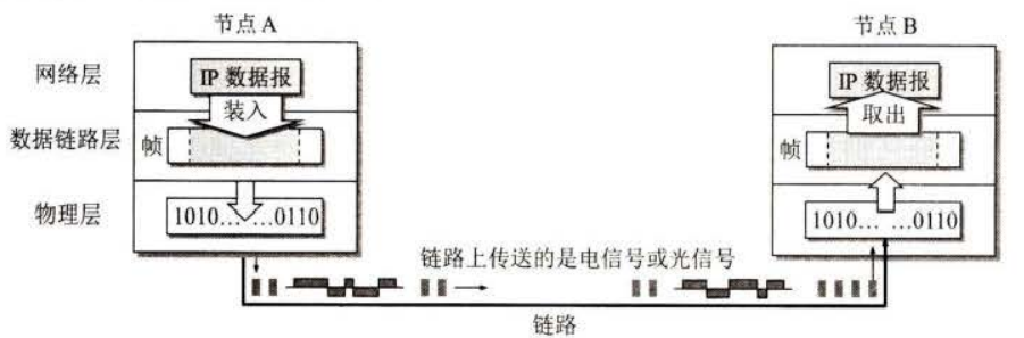 节点 A
节点 B
网络层
IP 数据报
IP 数据报
装入
取出
数据链路层
帧
帧
物理层
1010… …0110
1010… …0110
链路上传送的是电信号或光信号
链路